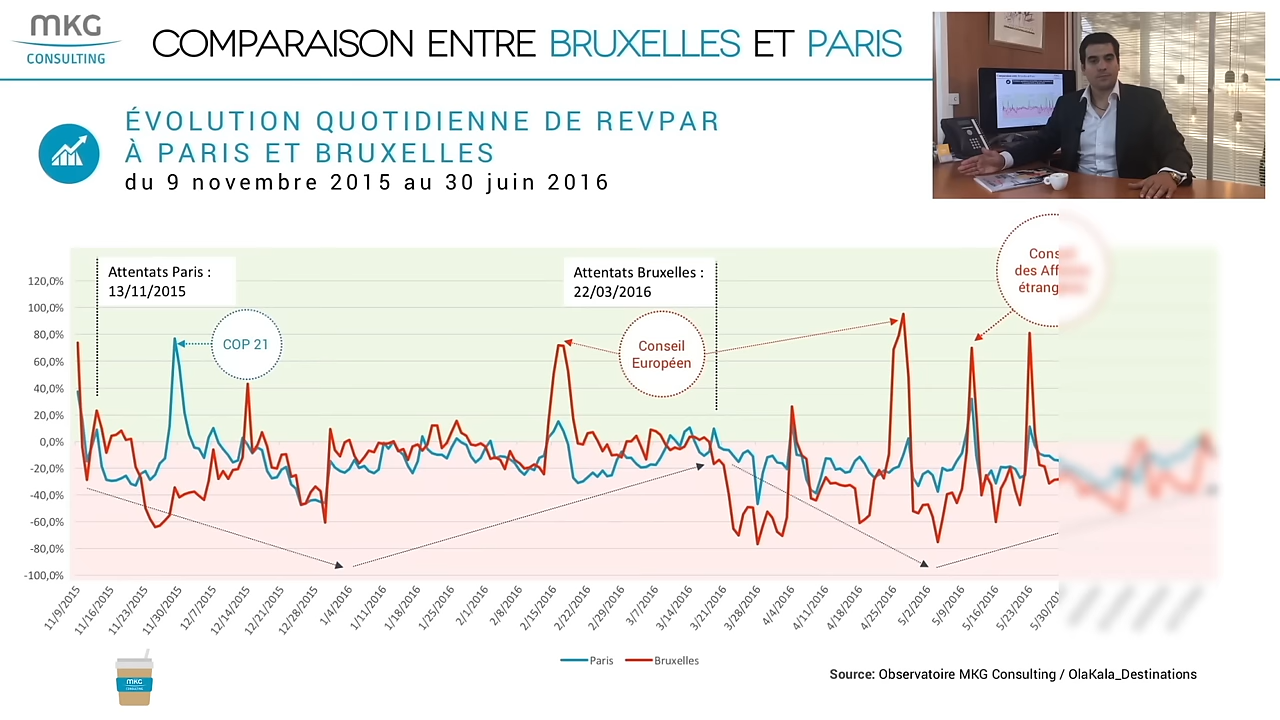 MKG
CONSULTING
COMPARAISON ENTRE BRUXELLES ET PARIS
ÉVOLUTION QUOTIDIENNE DE REVPAR
À PARIS ET BRUXELLES
du 9 novembre 2015 au 30 juin 2016
Attentats Paris :
13/11/2015
Attentats Bruxelles :
22/03/2016
COP 21
Conseil
Européen
Cons
des Aff
étrang
120,0%
100,0%
80,0%
60,0%
40,0%
20,0%
0,0%
-20,0%
-40,0%
-60,0%
-80,0%
-100,0%
11/9/2015
11/16/2015
11/23/2015
11/30/2015
12/7/2015
12/14/2015
12/21/2015
12/28/2015
1/4/2016
1/11/2016
1/18/2016
1/25/2016
2/1/2016
2/8/2016
2/15/2016
2/22/2016
2/29/2016
3/7/2016
3/14/2016
3/21/2016
3/28/2016
4/4/2016
4/11/2016
4/18/2016
4/25/2016
5/2/2016
5/9/2016
5/16/2016
5/23/2016
5/30/20
Paris
Bruxelles
MKG
CONSULTING
Source: Observatoire MKG Consulting / OlaKala_Destinations